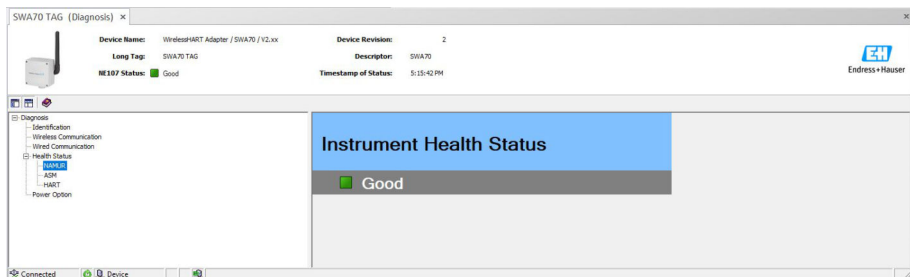 SWA70 TAG (Diagnosis)
Device Name: WirelessHART Adapter / SWA70 / V2.xx Device Revision: 2
Long Tag: SWA70 TAG Descriptor: SWA70
NE107 Status: Good Timestamp of Status: 5:15:42 PM
EH
Endress+Hauser
Diagnosis
Identification
Wireless Communication
Wired Communication
Health Status
NAMUR
ASM
HART
Power Option
Instrument Health Status
Good
Connected Device